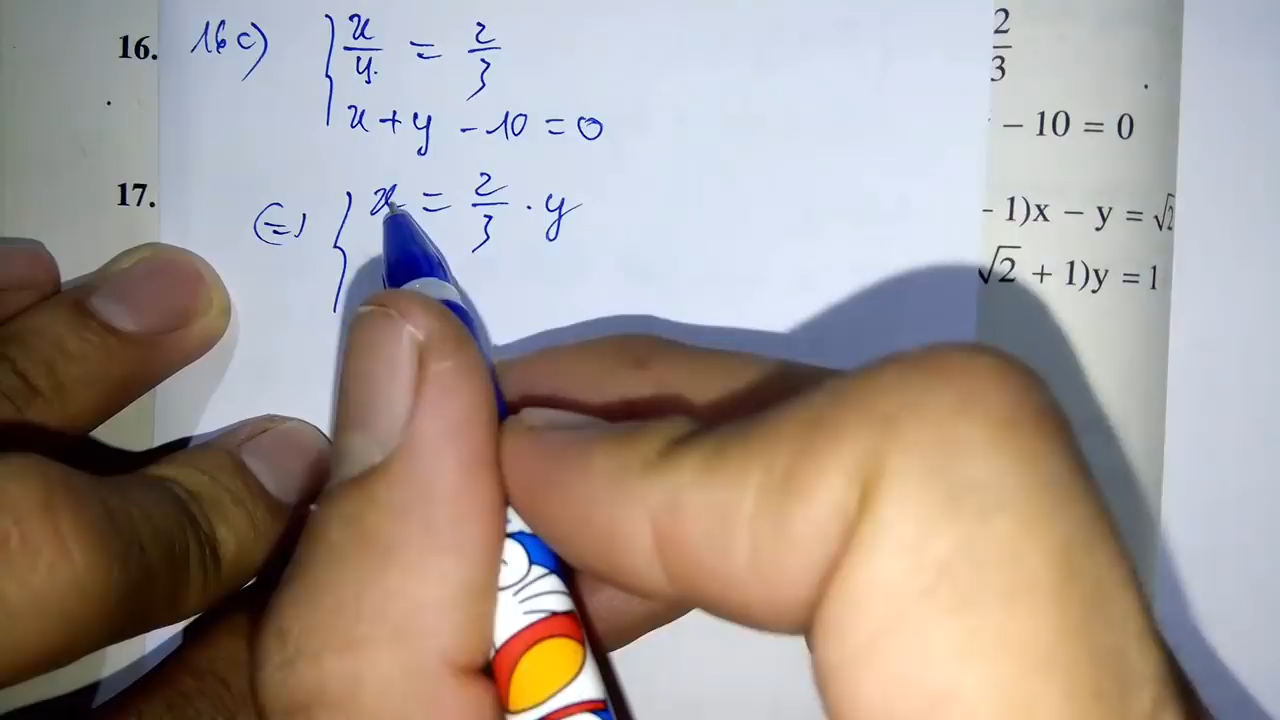 16. 16c) { x/y = 2/3
x + y - 10 = 0
17. (=) { x = 2/3 . y
2/3
- 10 = 0
- 1)x - y = √2
√2 + 1)y = 1